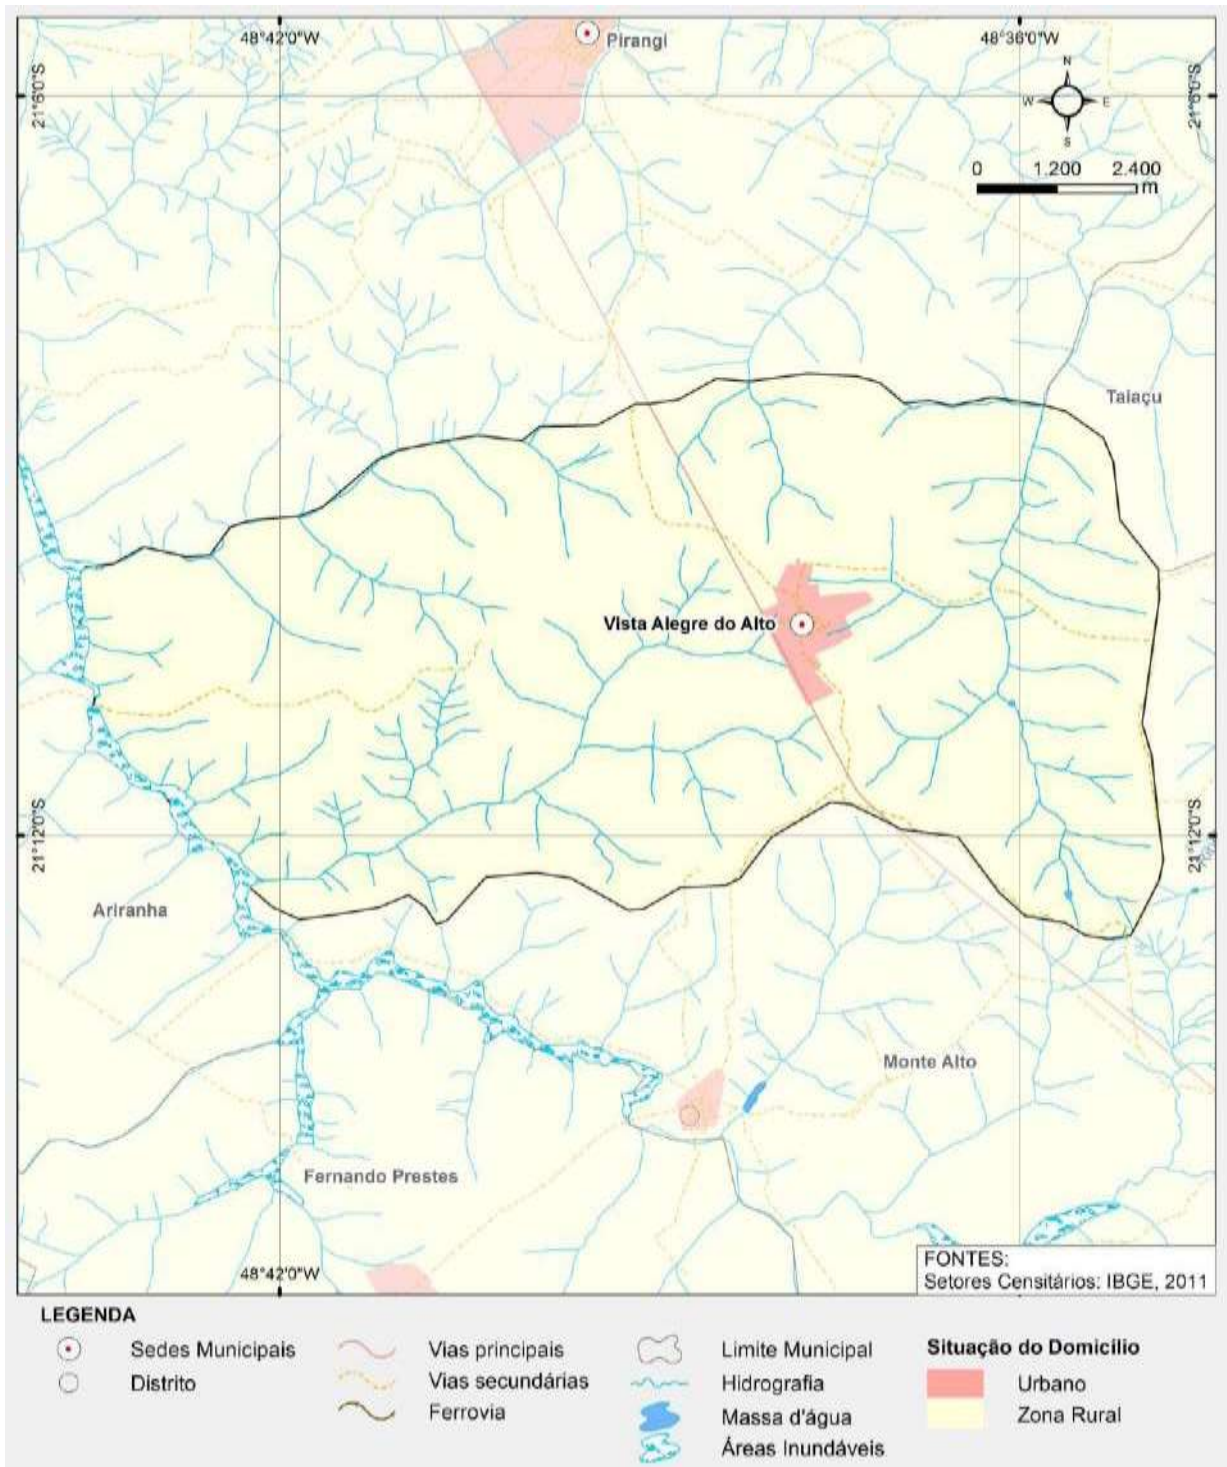 48°42'0"W
48°36'0"W
Pirangi
21°6'0"S
21°6'0"S
N
W
E
S
0 1.200 2.400
m
Taiaçu
Vista Alegre do Alto
21°12'0"S
21°12'0"S
Ariranha
Monte Alto
Fernando Prestes
48°42'0"W
FONTES:
Setores Censitários: IBGE, 2011
LEGENDA
Sedes Municipais
Distrito
Vias principais
Vias secundárias
Ferrovia
Limite Municipal
Hidrografia
Massa d'água
Áreas Inundáveis
Situação do Domicílio
Urbano
Zona Rural